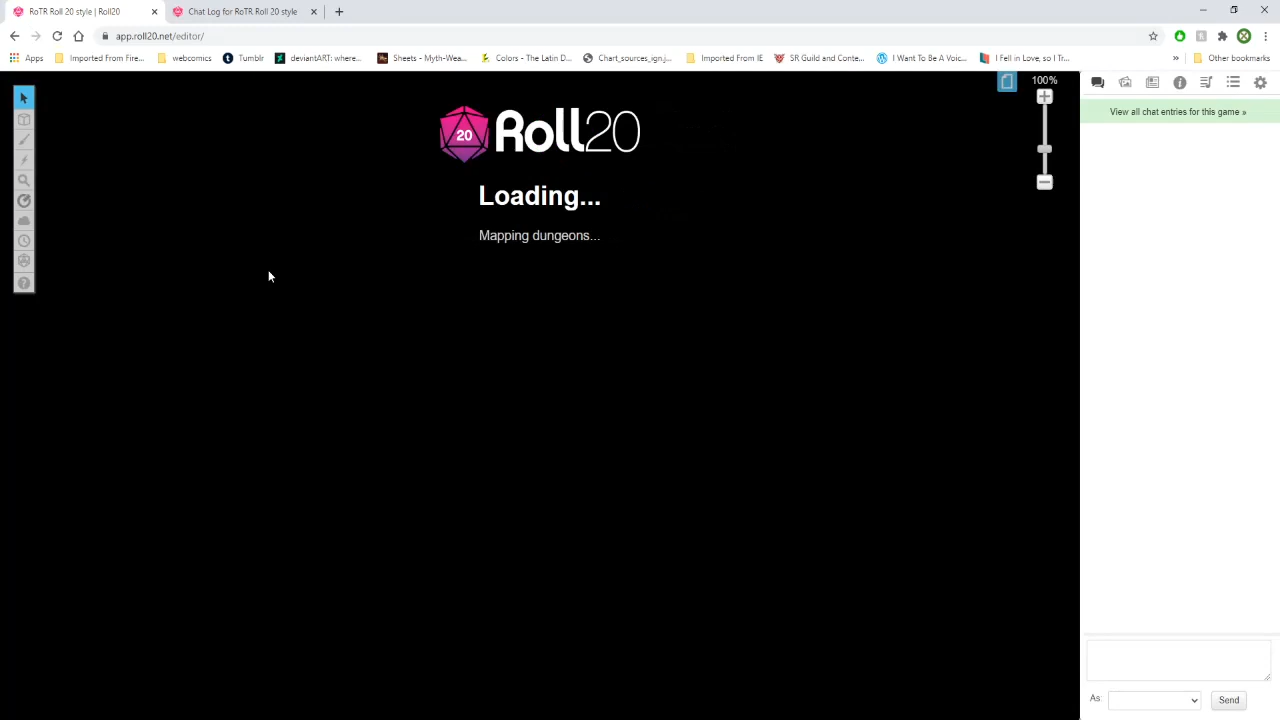 RoTR Roll 20 style | Roll20
Chat Log for RoTR Roll 20 style
app.roll20.net/editor/
Apps
Imported From Fire...
webcomics
Tumblr
deviantART: where...
Sheets - Myth-Wea...
Colors - The Latin D...
Chart_sources_ign.j...
Imported From IE
SR Guild and Conte...
I Want To Be A Voic...
I Fell in Love, so I Tr...
»
Other bookmarks
100%
20
Roll20
Loading...
Mapping dungeons...
View all chat entries for this game »
As:
Send